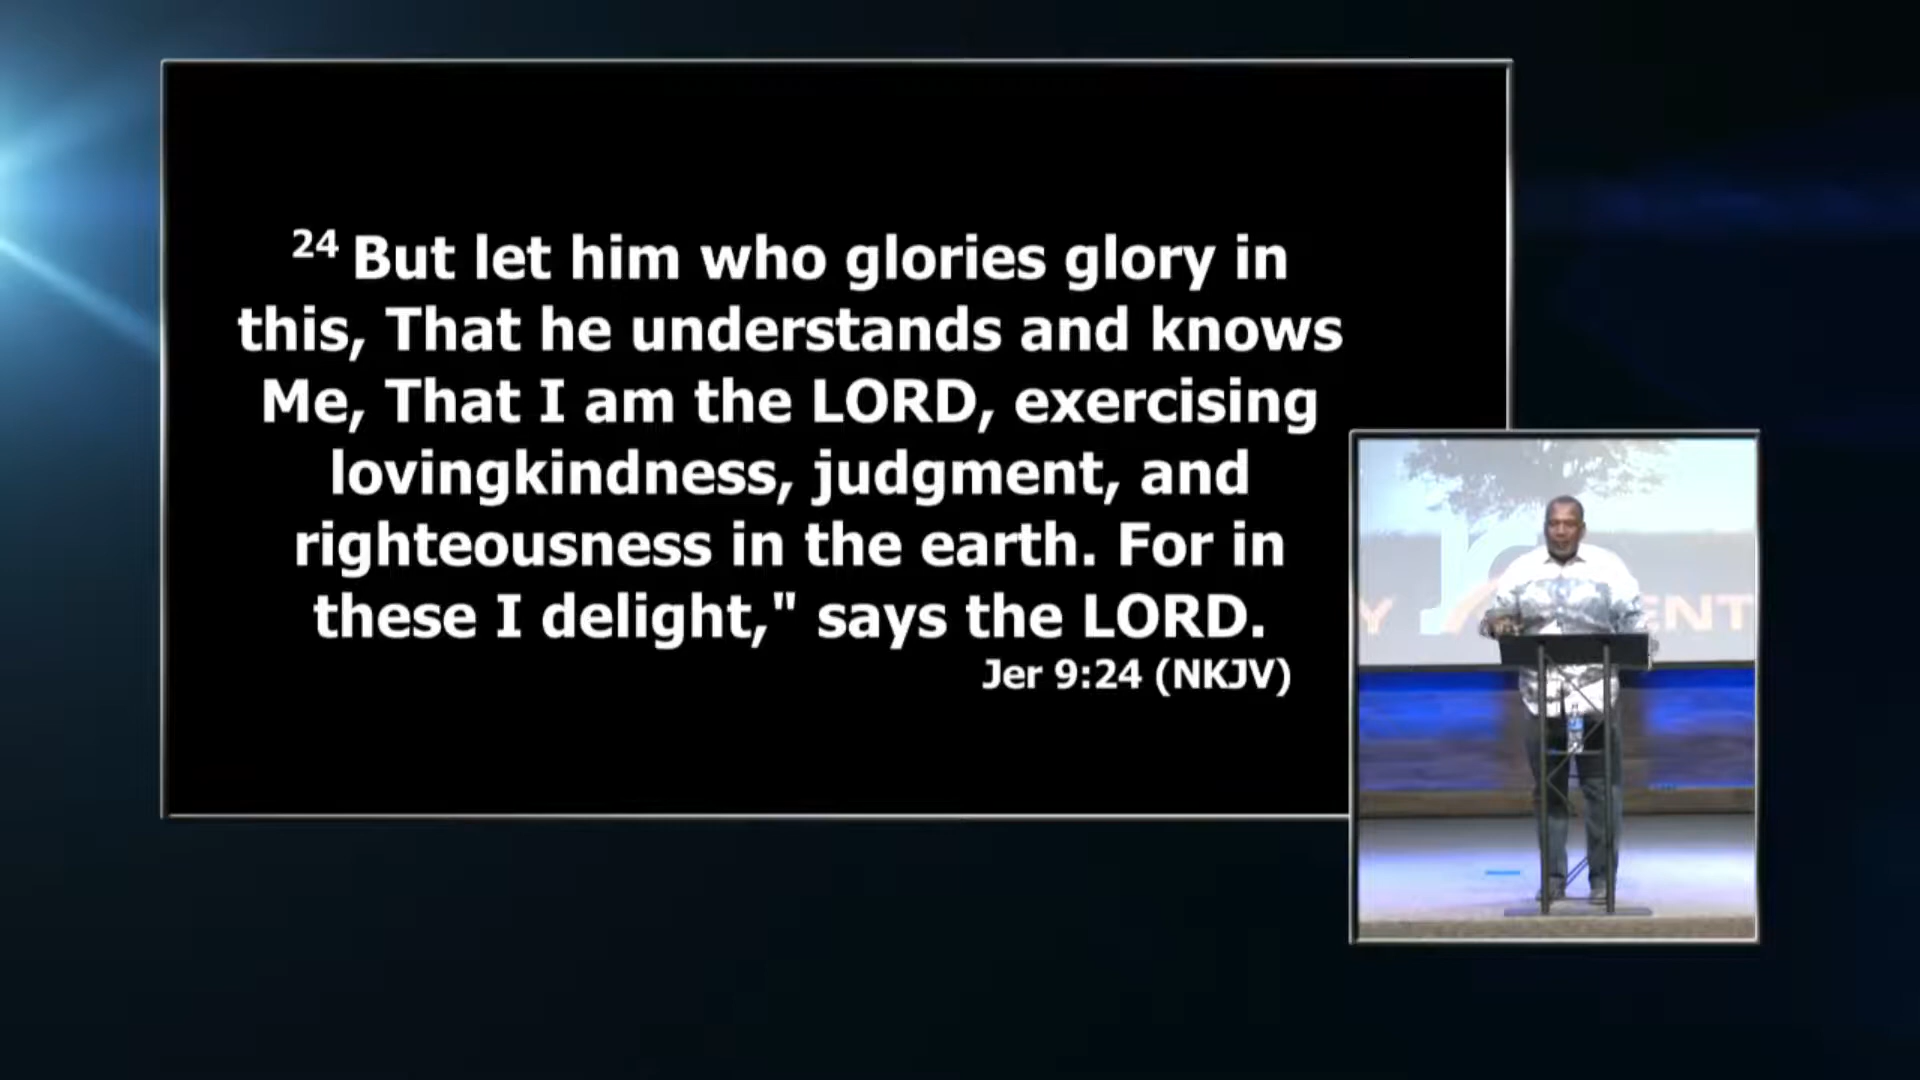 24 But let him who glories glory in
this, That he understands and knows
Me, That I am the LORD, exercising
lovingkindness, judgment, and
righteousness in the earth. For in
these I delight," says the LORD.
Jer 9:24 (NKJV)
Y
ENT